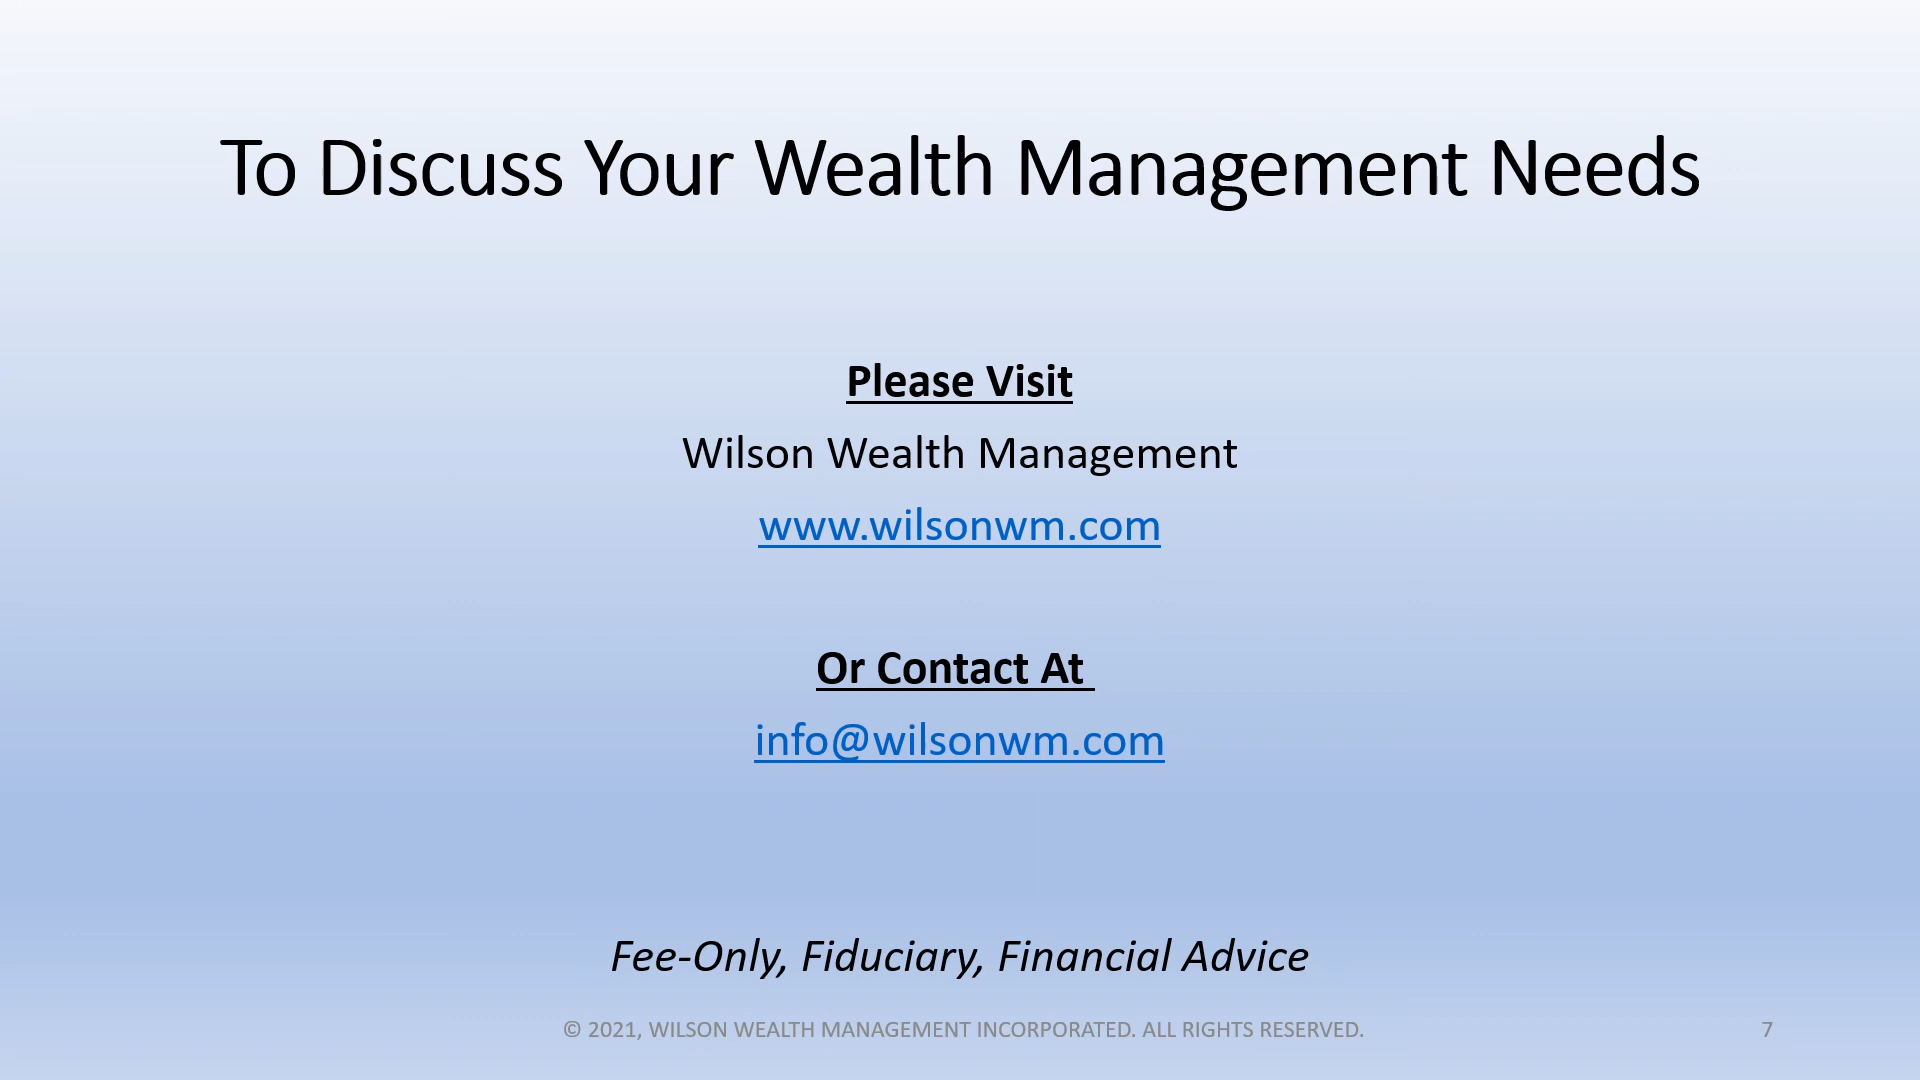 To Discuss Your Wealth Management Needs
Please Visit
Wilson Wealth Management
www.wilsonwm.com
Or Contact At
info@wilsonwm.com
Fee-Only, Fiduciary, Financial Advice
© 2021, WILSON WEALTH MANAGEMENT INCORPORATED. ALL RIGHTS RESERVED.
7